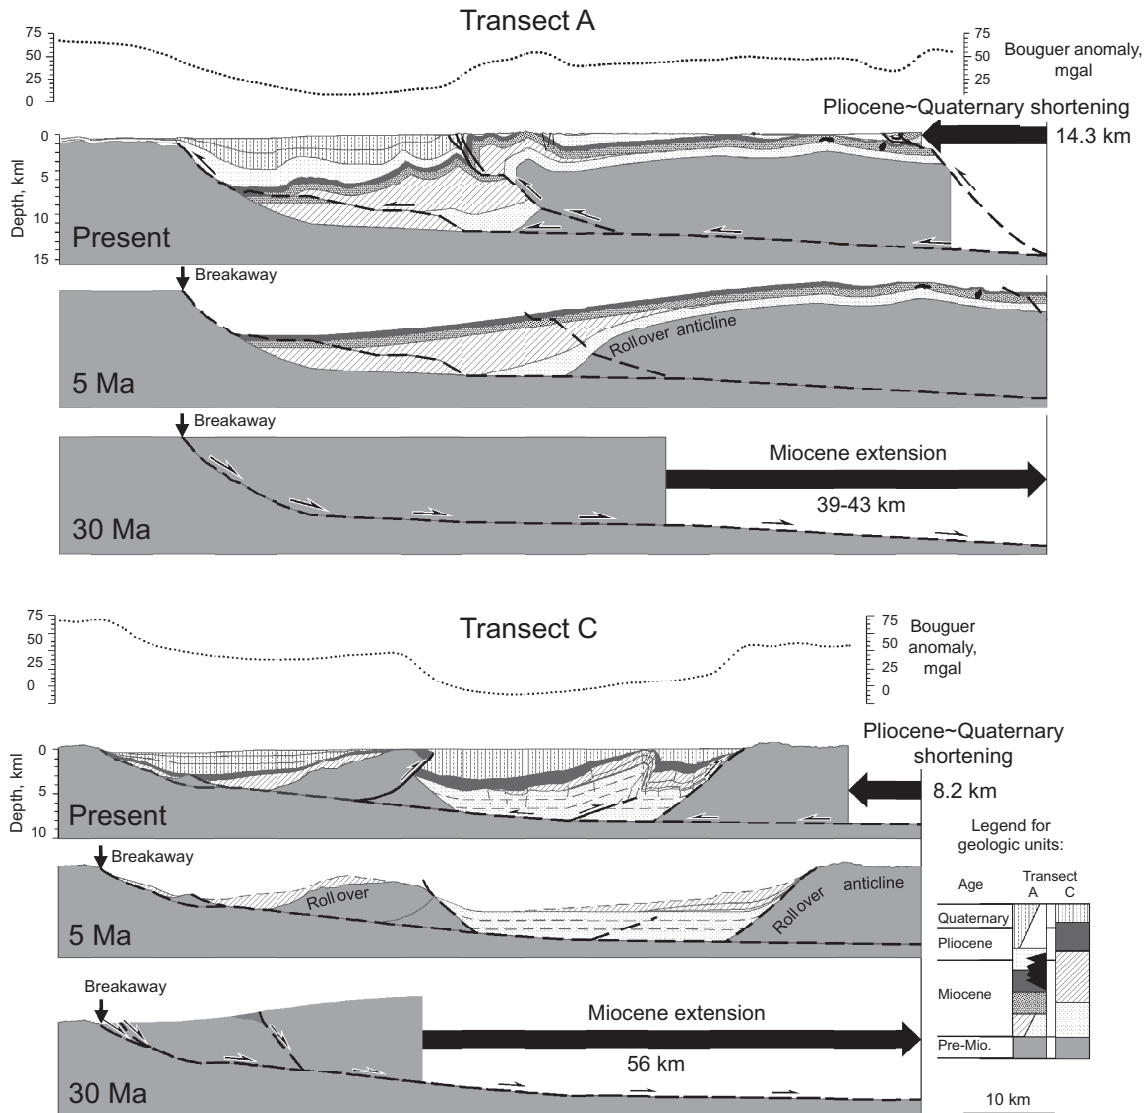 Transect A
75
50
25
0
75
50
25
Bouguer anomaly,
mgal
Pliocene~Quaternary shortening
14.3 km
Depth, kml
0
5
10
15
Present
Breakaway
Rollover anticline
5 Ma
Breakaway
Miocene extension
39-43 km
30 Ma
Transect C
75
50
25
0
75
50
25
0
Bouguer
anomaly,
mgal
Pliocene~Quaternary
shortening
8.2 km
Depth, kml
0
5
10
Present
Breakaway
Rollover
Rollover
anticline
5 Ma
Breakaway
Miocene extension
56 km
30 Ma
Legend for
geologic units:
Age
Transect
A C
Quaternary
Pliocene
Miocene
Pre-Mio.
10 km